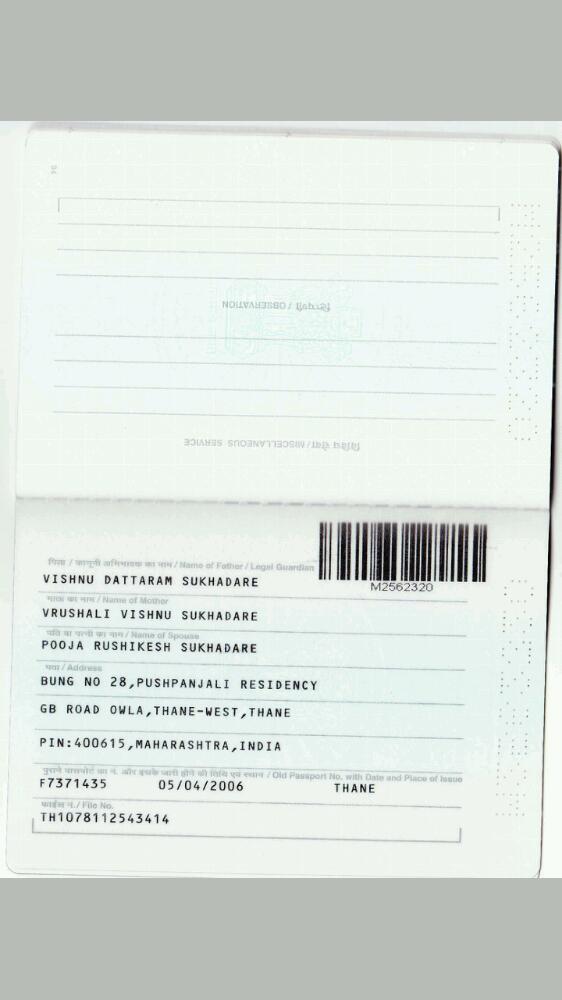 34
टिप्पणी / OBSERVATION
विविध सेवा / MISCELLANEOUS SERVICE
पिता / कानूनी अभिभावक का नाम / Name of Father / Legal Guardian
VISHNU DATTARAM SUKHADARE
M2562320
माता का नाम / Name of Mother
VRUSHALI VISHNU SUKHADARE
पति या पत्नी का नाम / Name of Spouse
POOJA RUSHIKESH SUKHADARE
पता / Address
BUNG NO 28,PUSHPANJALI RESIDENCY
GB ROAD OWLA,THANE-WEST,THANE
PIN:400615,MAHARASHTRA,INDIA
पुराने पासपोर्ट का नं. और इसके जारी होने की तिथि एवं स्थान / Old Passport No. with Date and Place of Issue
F7371435 05/04/2006 THANE
फाईल नं./ File No.
TH1078112543414